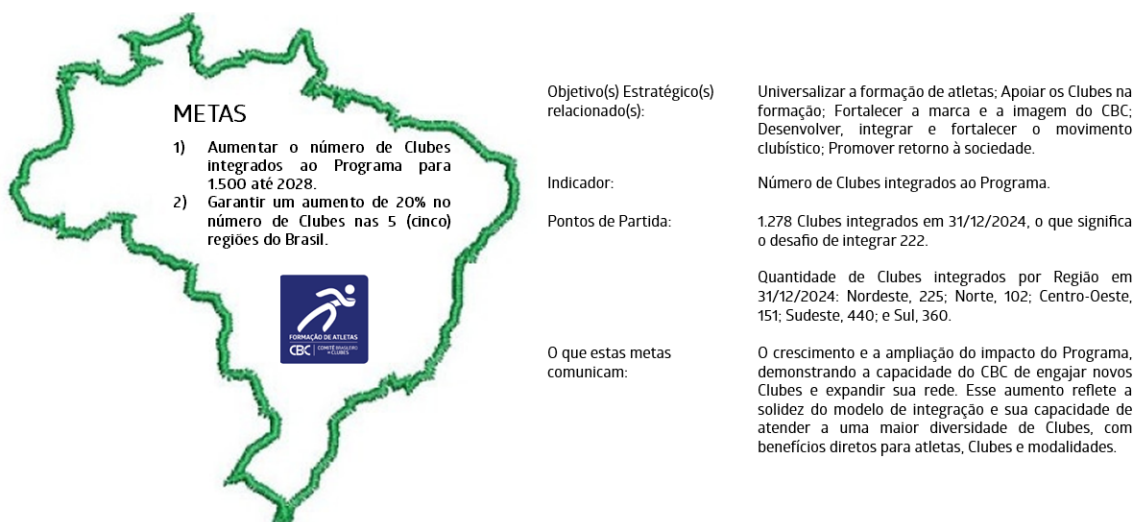 METAS
1) Aumentar o número de Clubes
integrados ao Programa para
1.500 até 2028.
2) Garantir um aumento de 20% no
número de Clubes nas 5 (cinco)
regiões do Brasil.
FORMAÇÃO DE ATLETAS
CBC | COMITÊ BRASILEIRO
DE CLUBES
Objetivo(s) Estratégico(s)
relacionado(s):
Universalizar a formação de atletas; Apoiar os Clubes na
formação; Fortalecer a marca e a imagem do CBC;
Desenvolver, integrar e fortalecer o movimento
clubístico; Promover retorno à sociedade.
Indicador:
Número de Clubes integrados ao Programa.
Pontos de Partida:
1.278 Clubes integrados em 31/12/2024, o que significa
o desafio de integrar 222.
Quantidade de Clubes integrados por Região em
31/12/2024: Nordeste, 225; Norte, 102; Centro-Oeste,
151; Sudeste, 440; e Sul, 360.
O que estas metas
comunicam:
O crescimento e a ampliação do impacto do Programa,
demonstrando a capacidade do CBC de engajar novos
Clubes e expandir sua rede. Esse aumento reflete a
solidez do modelo de integração e sua capacidade de
atender a uma maior diversidade de Clubes, com
benefícios diretos para atletas, Clubes e modalidades.